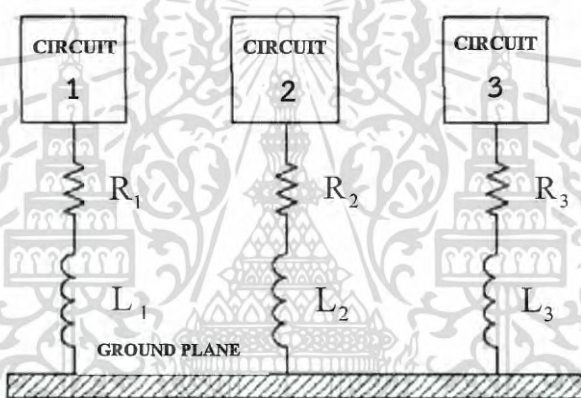 CIRCUIT CIRCUIT CIRCUIT
1 2 3
R1 R2 R3
L1 L2 L3
GROUND PLANE